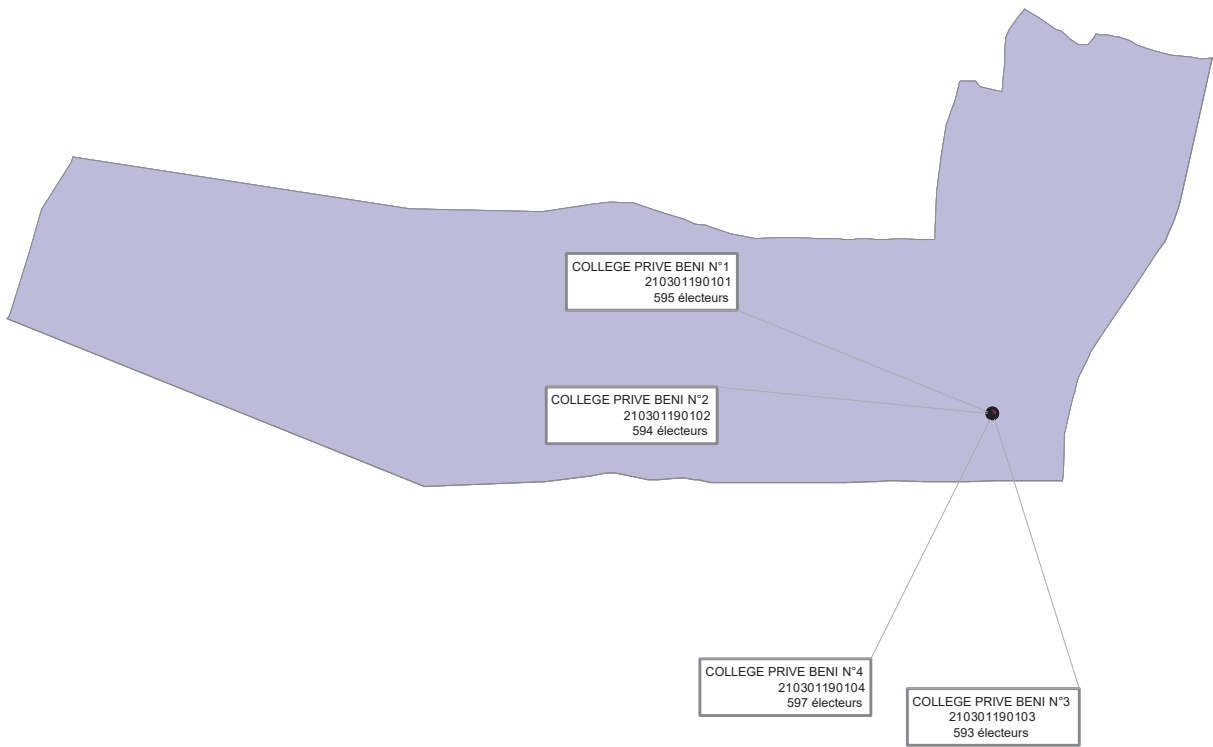 COLLEGE PRIVE BENI N°1
210301190101
595 électeurs
COLLEGE PRIVE BENI N°2
210301190102
594 électeurs
COLLEGE PRIVE BENI N°4
210301190104
597 électeurs
COLLEGE PRIVE BENI N°3
210301190103
593 électeurs